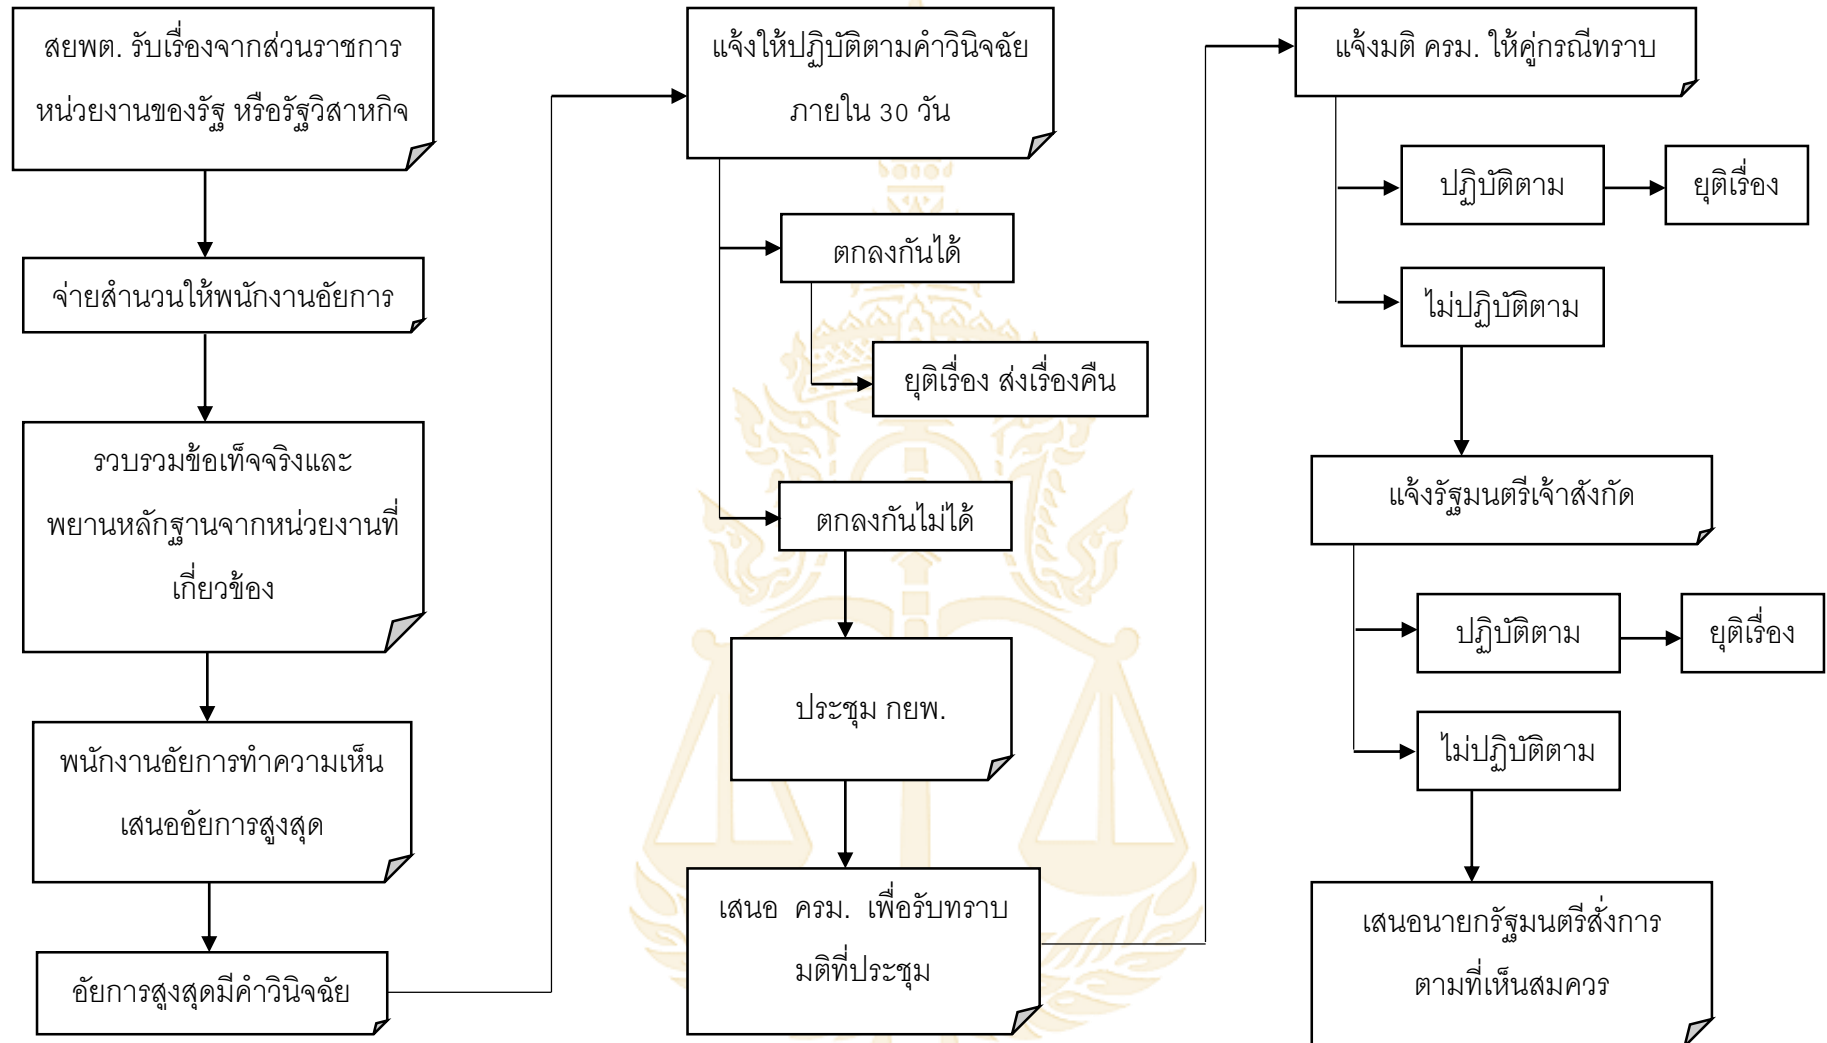 สยพต. รับเรื่องจากส่วนราชการ
หน่วยงานของรัฐ หรือรัฐวิสาหกิจ
จ่ายสำนวนให้พนักงานอัยการ
รวบรวมข้อเท็จจริงและ
พยานหลักฐานจากหน่วยงานที่
เกี่ยวข้อง
พนักงานอัยการทำความเห็น
เสนออัยการสูงสุด
อัยการสูงสุดมีคำวินิจฉัย
แจ้งให้ปฏิบัติตามคำวินิจฉัย
ภายใน 30 วัน
ตกลงกันได้
ยุติเรื่อง ส่งเรื่องคืน
ตกลงกันไม่ได้
ประชุม กยพ.
เสนอ ครม. เพื่อรับทราบ
มติที่ประชุม
แจ้งมติ ครม. ให้คู่กรณีทราบ
ปฏิบัติตาม
ยุติเรื่อง
ไม่ปฏิบัติตาม
แจ้งรัฐมนตรีเจ้าสังกัด
ปฏิบัติตาม
ยุติเรื่อง
ไม่ปฏิบัติตาม
เสนอนายกรัฐมนตรีสั่งการ
ตามที่เห็นสมควร